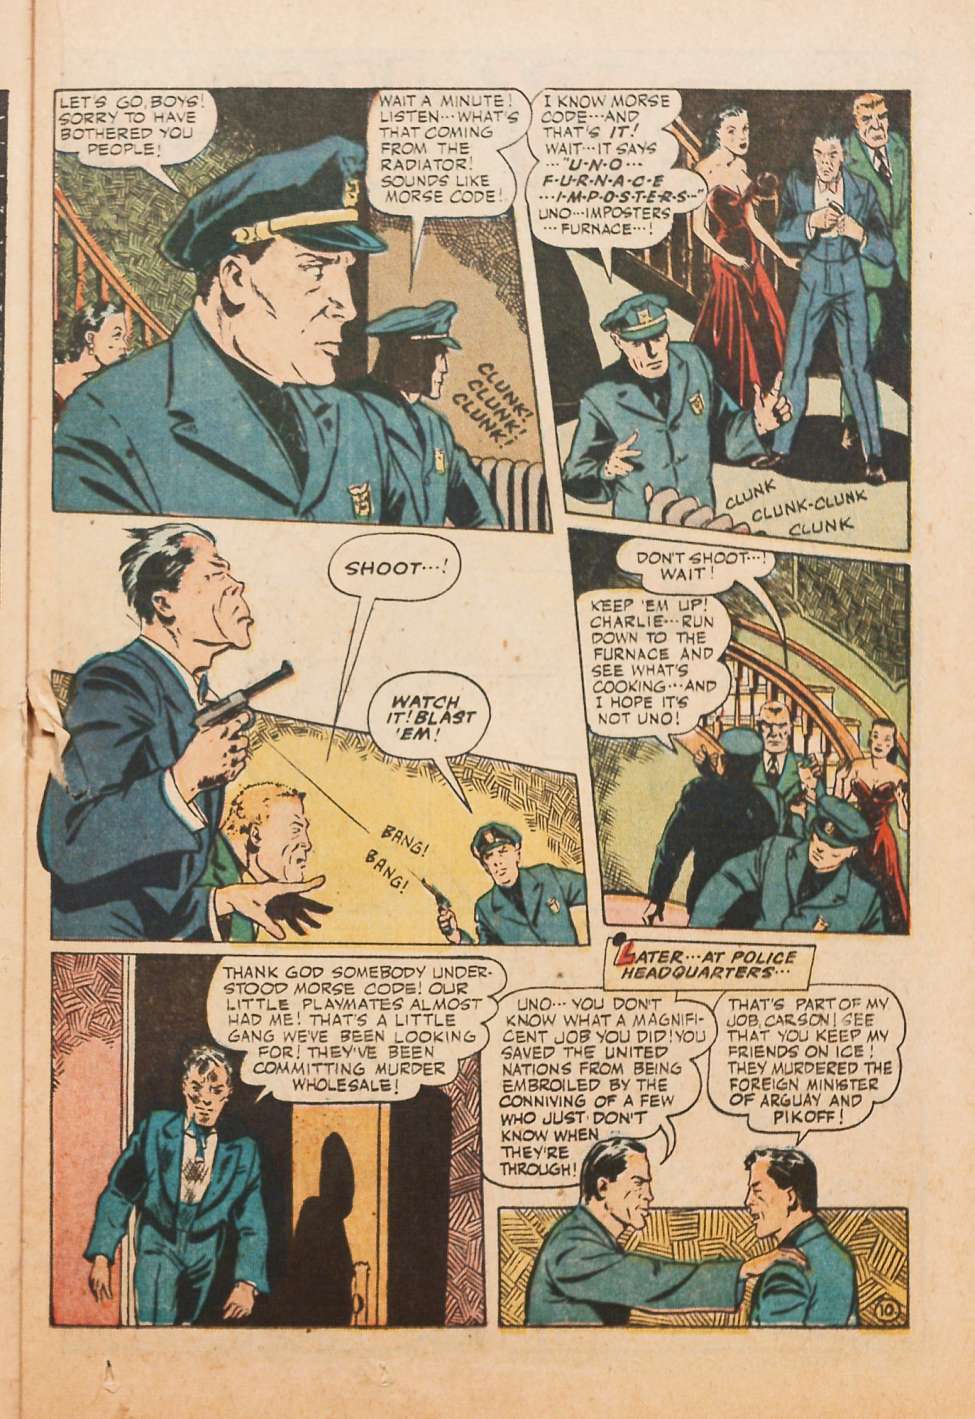 LET'S GO, BOYS!
SORRY TO HAVE
BOTHERED YOU
PEOPLE!
WAIT A MINUTE!
LISTEN...WHAT'S
THAT COMING
FROM THE
RADIATOR!
SOUNDS LIKE
MORSE CODE!
CLUNK!
CLUNK!
CLUNK!
I KNOW MORSE
CODE...AND
THAT'S IT!
WAIT...IT SAYS
..."U-N-O...
F-U-R-N-A-C-E
...I-M-P-O-S-T-E-R-S..."
UNO...IMPOSTERS
...FURNACE...!
CLUNK
CLUNK-CLUNK
CLUNK
SHOOT...!
WATCH
IT! BLAST
'EM!
BANG!
BANG!
DON'T SHOOT...!
WAIT!
KEEP 'EM UP!
CHARLIE...RUN
DOWN TO THE
FURNACE AND
SEE WHAT'S
COOKING...AND
I HOPE IT'S
NOT UNO!
THANK GOD SOMEBODY UNDER-
STOOD MORSE CODE! OUR
LITTLE PLAYMATES ALMOST
HAD ME! THAT'S A LITTLE
GANG WE'VE BEEN LOOKING
FOR! THEY'VE BEEN
COMMITTING MURDER
WHOLESALE!
LATER...AT POLICE
HEADQUARTERS...
UNO...YOU DON'T
KNOW WHAT A MAGNIFI-
CENT JOB YOU DID! YOU
SAVED THE UNITED
NATIONS FROM BEING
EMBROILED BY THE
CONNIVING OF A FEW
WHO JUST DON'T
KNOW WHEN
THEY'RE
THROUGH!
THAT'S PART OF MY
JOB, CARSON! SEE
THAT YOU KEEP MY
FRIENDS ON ICE!
THEY MURDERED THE
FOREIGN MINISTER
OF ARGUAY AND
PIKOFF!
10